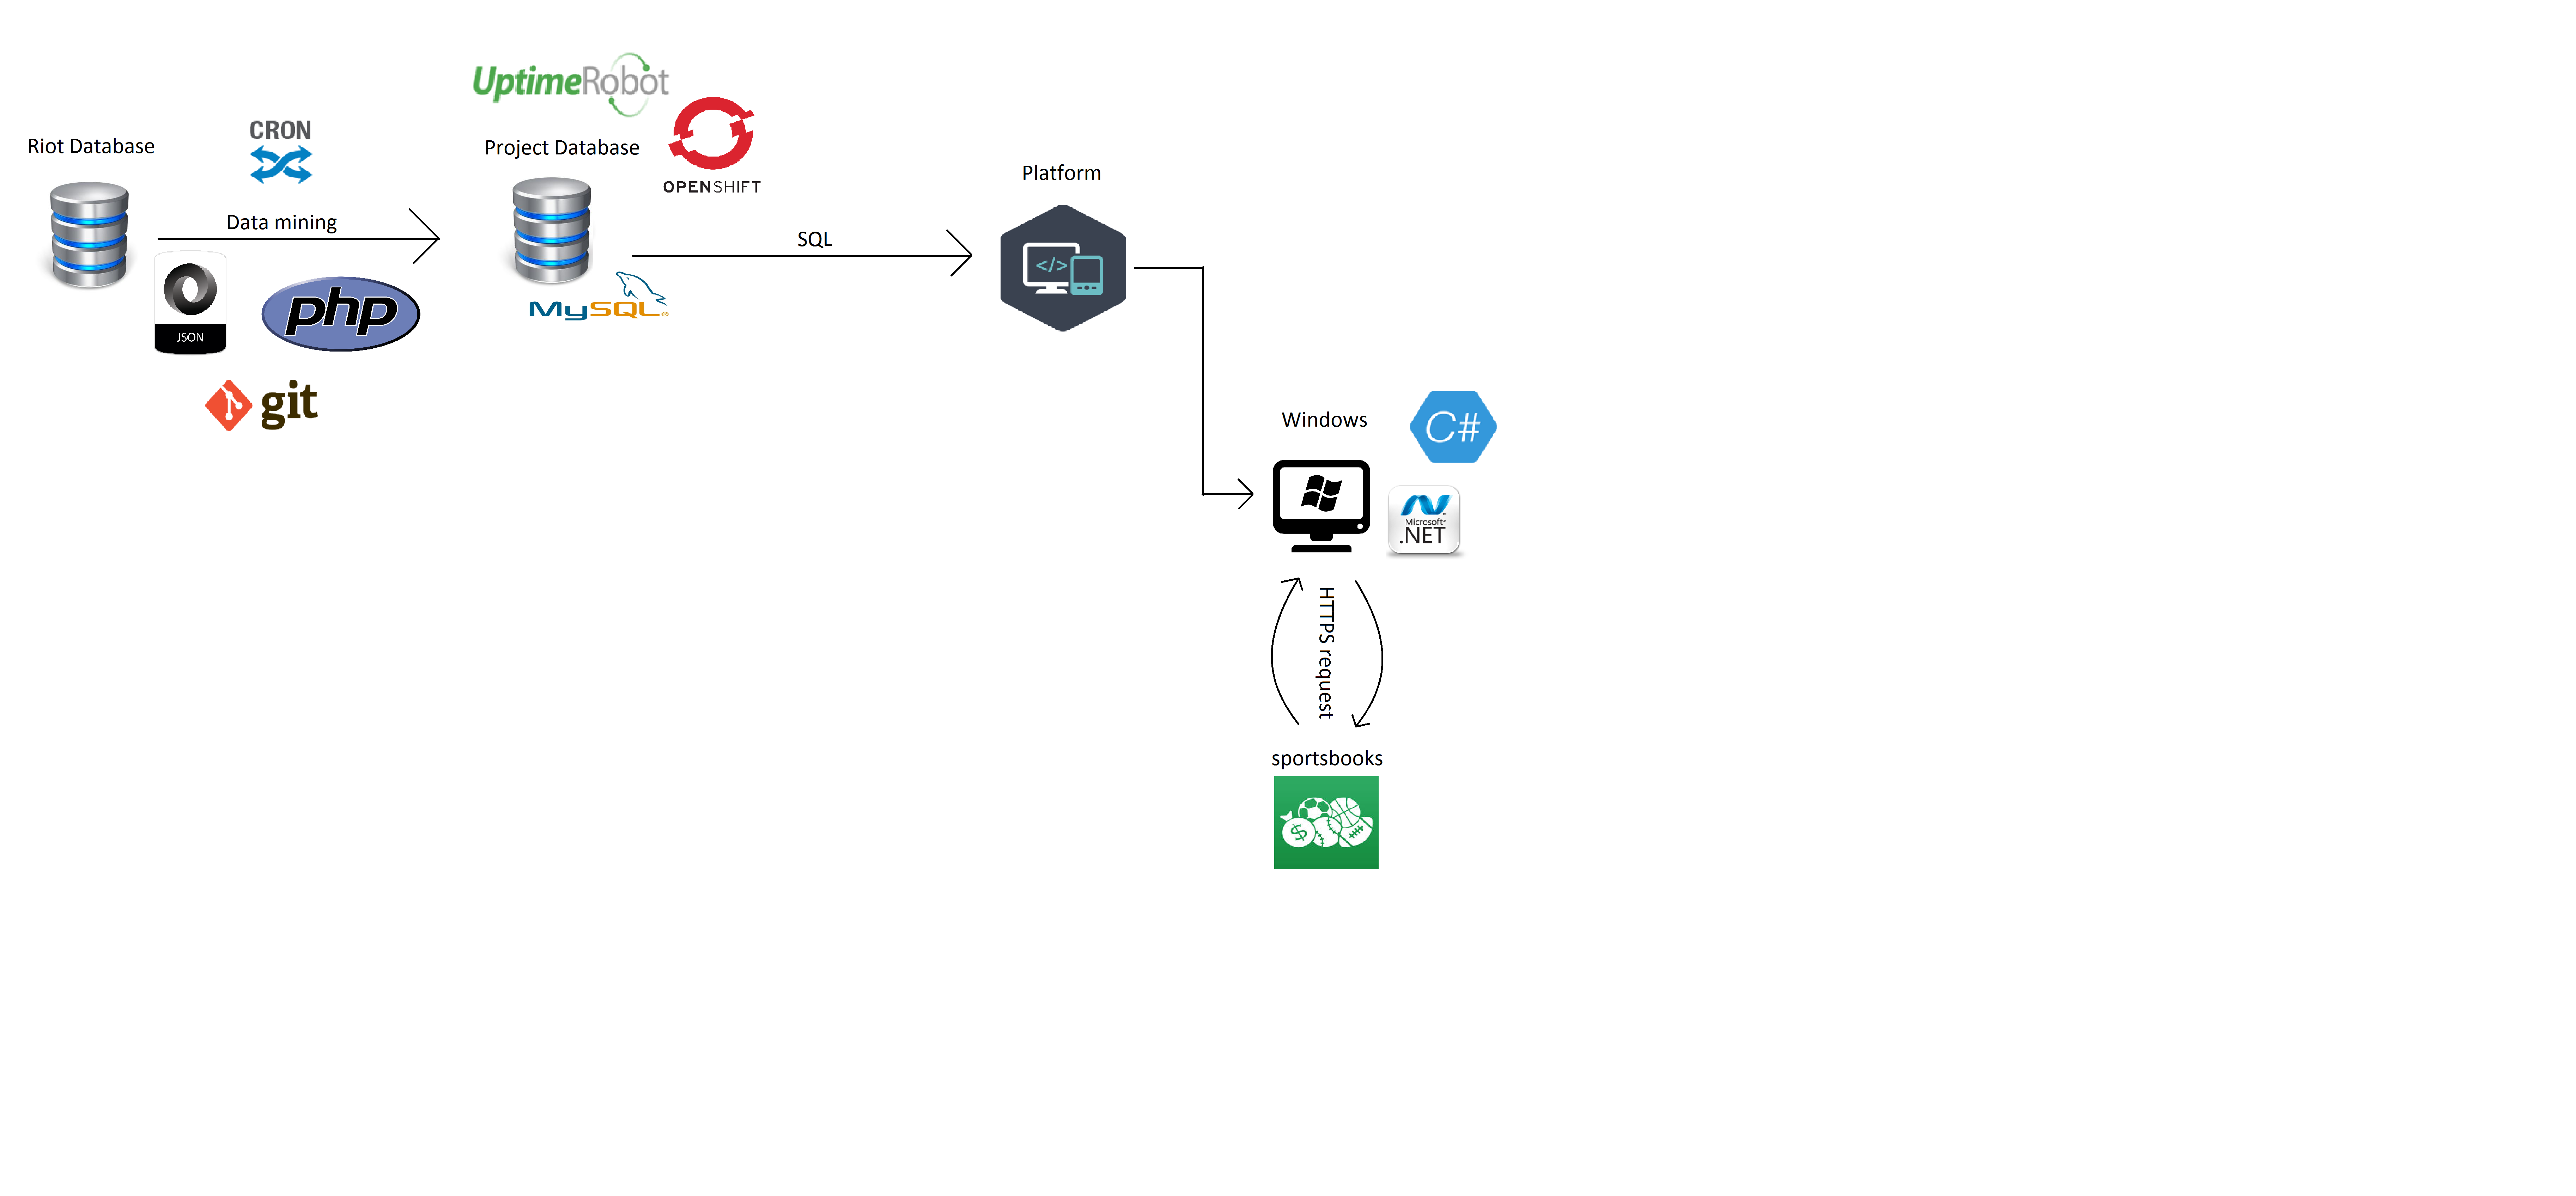 UptimeRobot
CRON
Riot Database
Project Database
OPENSHIFT
Platform
Data mining
SQL
</>
JSON
php
MySQL®
git
Windows
C#
Microsoft®
.NET
HTTPS request
sportsbooks
$